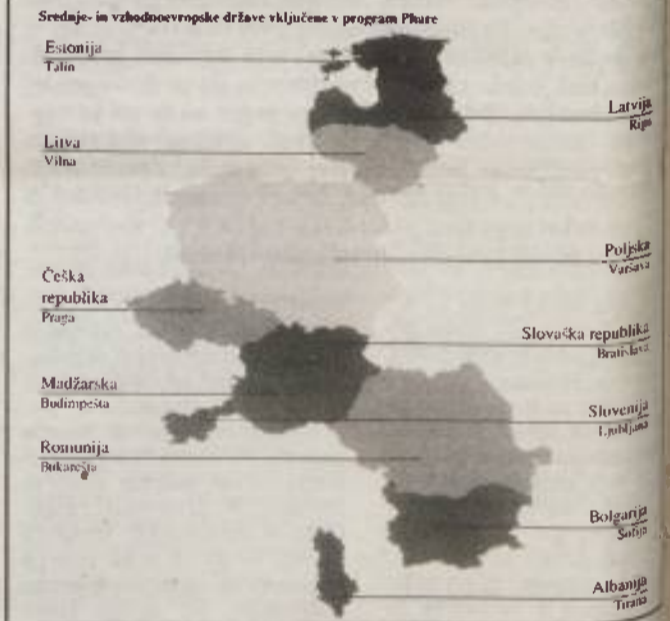 Srednje- in vzhodnoevropske države vključene v program Phare
Estonija
Talin
Latvija
Riga
Litva
Vilna
Poljska
Varšava
Češka
republika
Praga
Slovaška republika
Bratislava
Madžarska
Budimpešta
Slovenija
Ljubljana
Romunija
Bukarešta
Bolgarija
Sofija
Albanija
Tirana